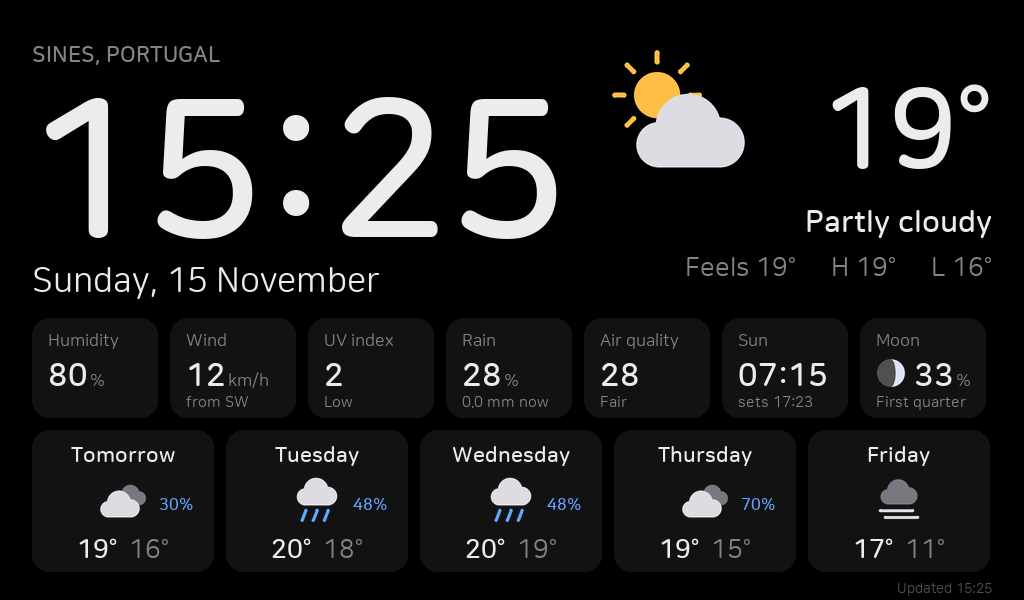 SINES, PORTUGAL
15:25
19°
Partly cloudy
Feels 19° H 19° L 16°
Sunday, 15 November
Humidity
80 %
Wind
12 km/h
from SW
UV index
2
Low
Rain
28 %
0.0 mm now
Air quality
28
Fair
Sun
07:15
sets 17:23
Moon
33 %
First quarter
Tomorrow
30%
19° 16°
Tuesday
48%
20° 18°
Wednesday
48%
20° 19°
Thursday
70%
19° 15°
Friday
17° 11°
Updated 15:25